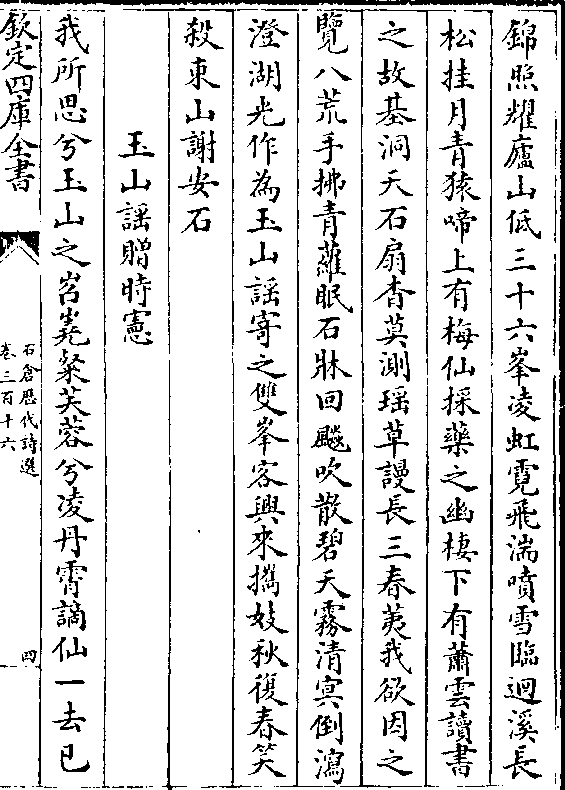 錦照耀廬山低三十六峯凌虹霓飛湍噴雪臨迴溪長
松挂月青猿啼上有梅仙採藥之幽棲下有蕭雲讀書
之故基洞天石扇杳莫測瑶草謾長三春荑我欲因之
覽八荒手拂青蘿眠石牀回飈吹散碧天霧清㝠倒瀉
澄湖光作為玉山謡寄之雙峯客興來攜妓秋復春笑
殺東山謝安石
玉山謡贈時憲
我所思兮玉山之岧嶤粲芙蓉兮凌丹霄謫仙一去已
欽定四庫全書
石倉歴代詩選
卷三百十六
四